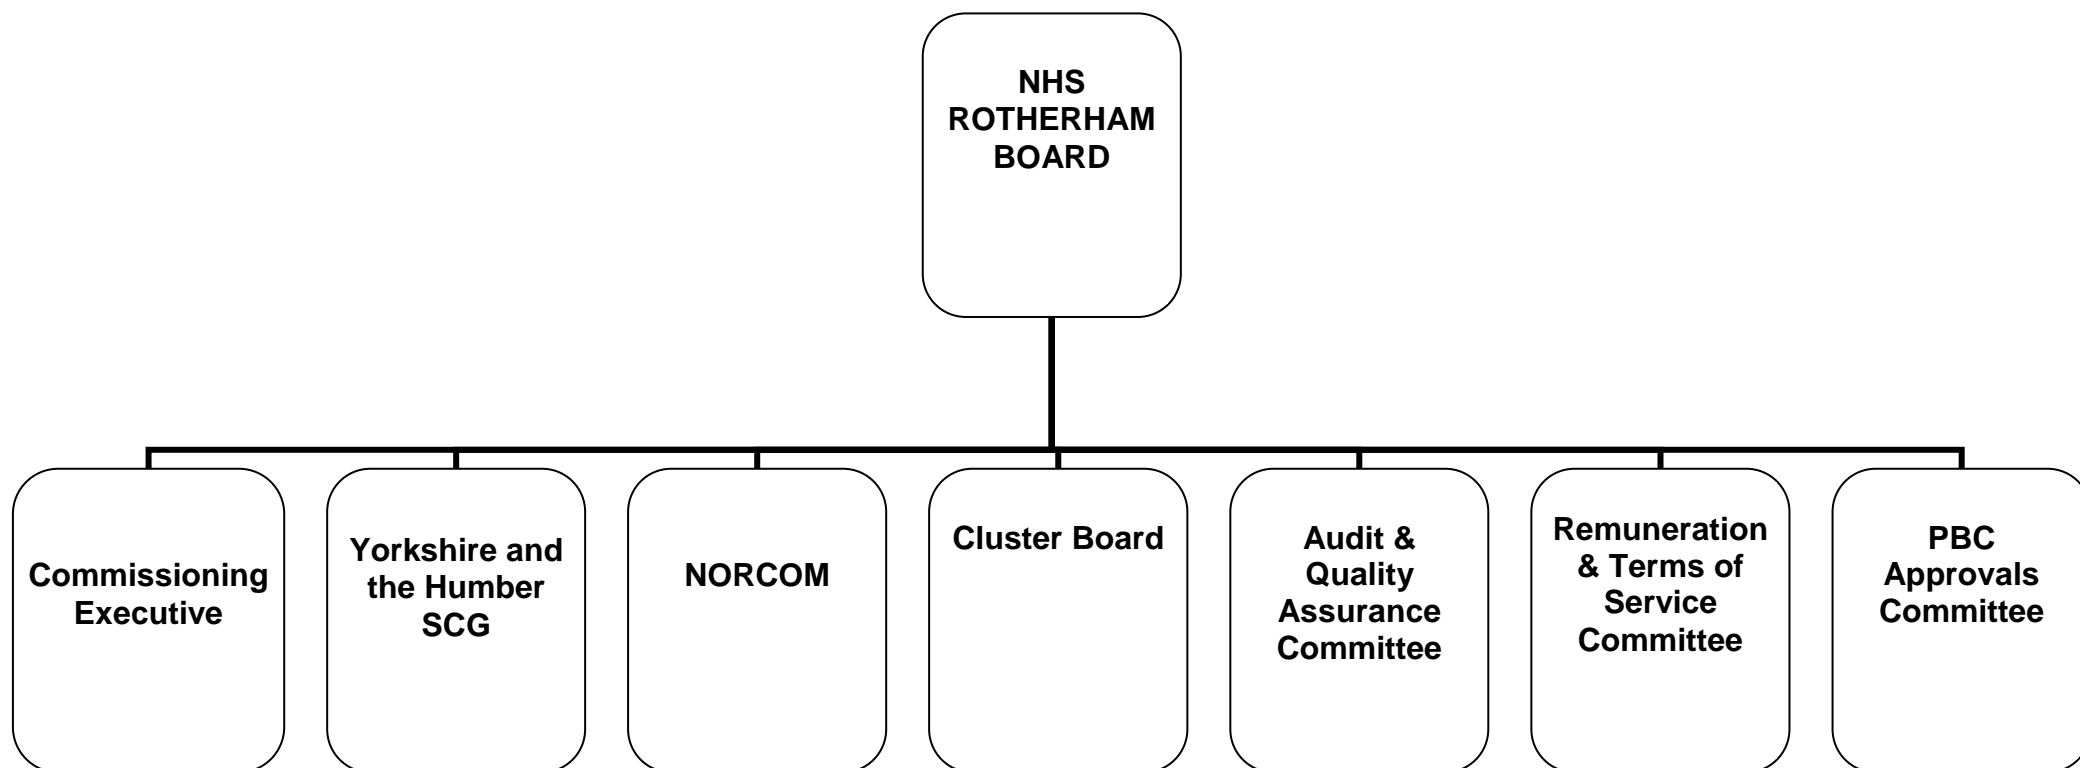 NHS
ROTHERHAM
BOARD
Commissioning
Executive
Yorkshire and
the Humber
SCG
NORCOM
Cluster Board
Audit &
Quality
Assurance
Committee
Remuneration
& Terms of
Service
Committee
PBC
Approvals
Committee